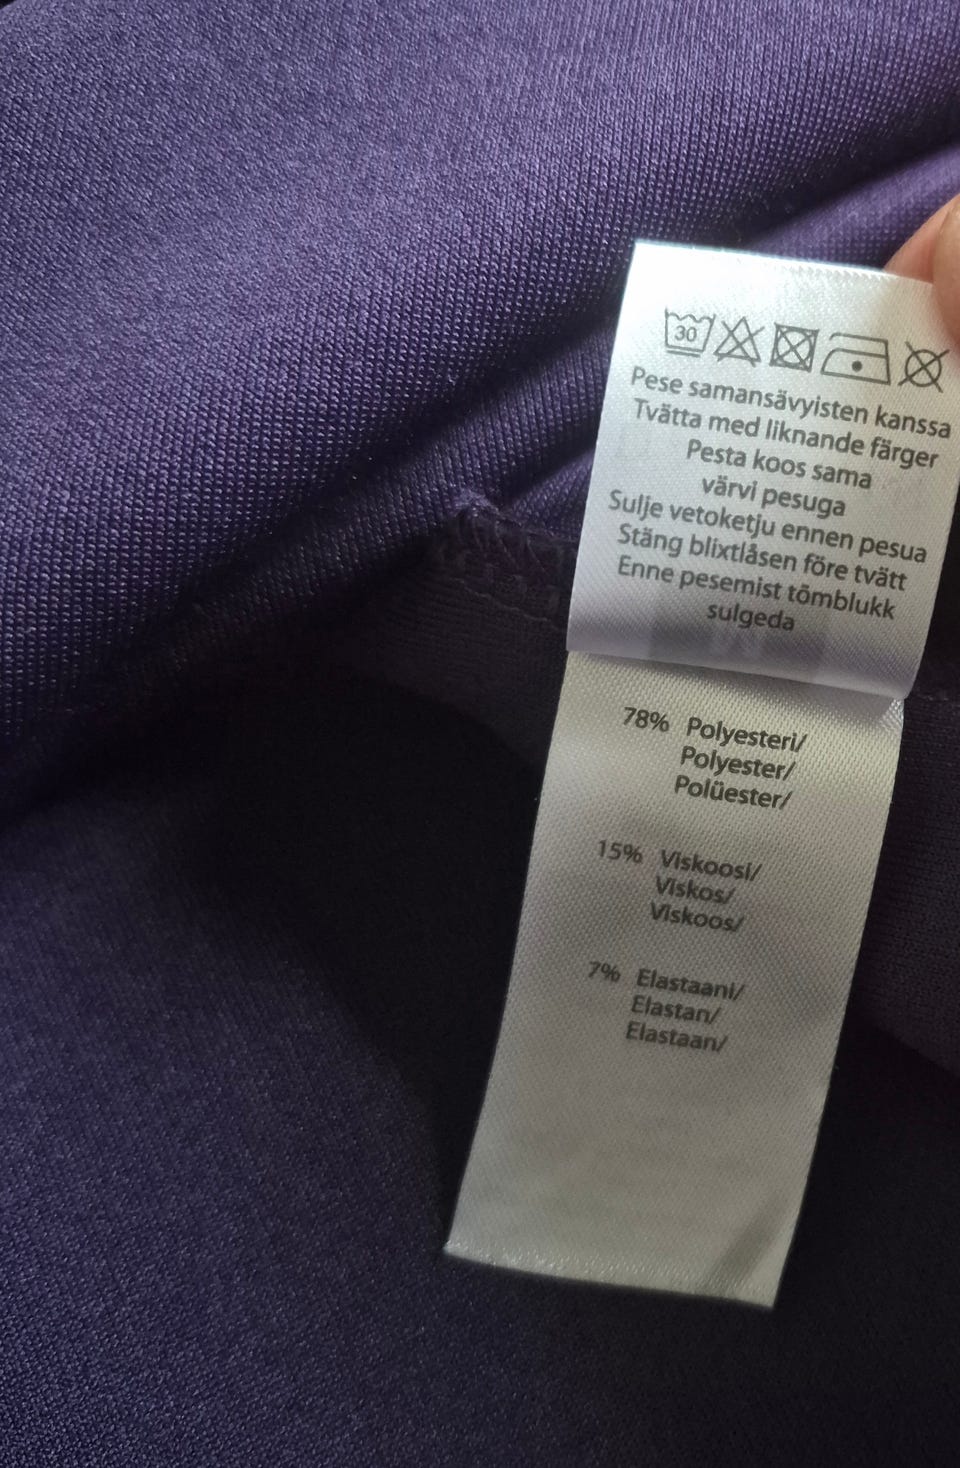 30
Pese samansävyisten kanssa
Tvätta med liknande färger
Pesta koos sama
värvi pesuga
Sulje vetoketju ennen pesua
Stäng blixtlåsen före tvätt
Enne pesemist tõmblukk
sulgeda
78% Polyesteri/
Polyester/
Polüester/
15% Viskoosi/
Viskos/
Viskoos/
7% Elastaani/
Elastan/
Elastaan/